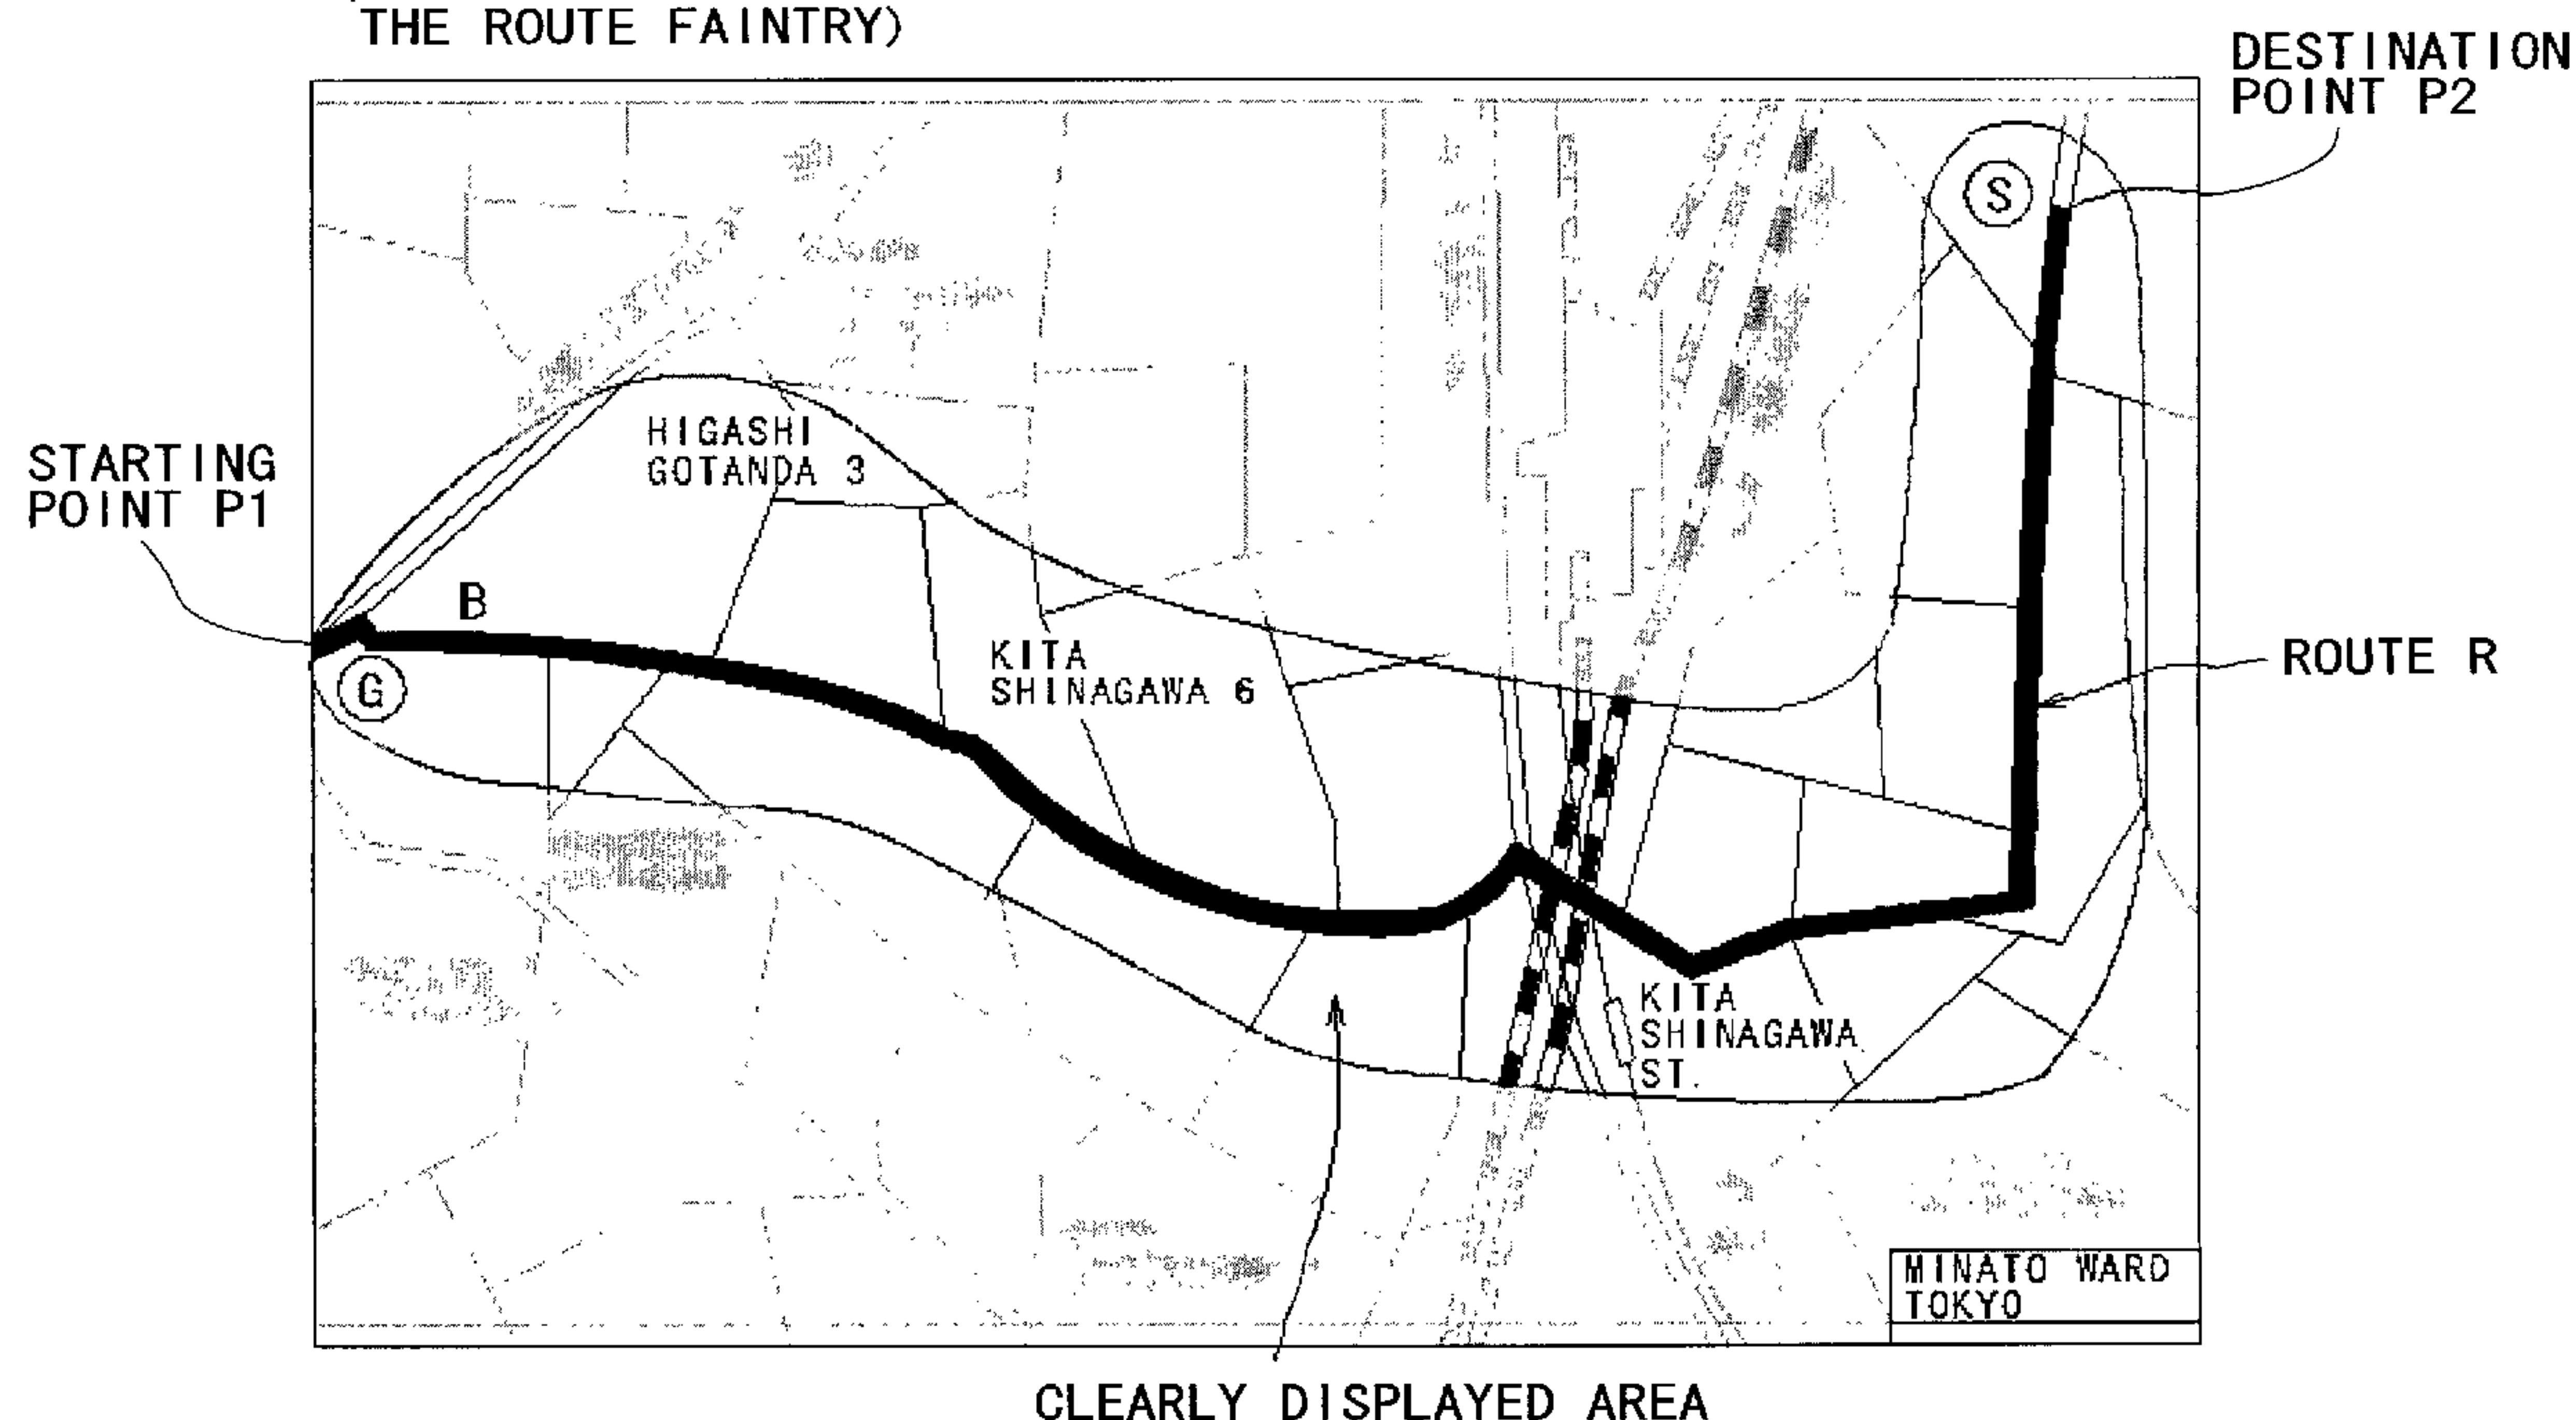 THE ROUTE FAINTRY)
DESTINATION
POINT P2
S
HIGASHI
GOTANDA 3
STARTING
POINT P1
B
G
KITA
SHINAGAWA 6
ROUTE R
KITA
SHINAGAWA
ST.
MINATO WARD
TOKYO
CLEARLY DISPLAYED AREA